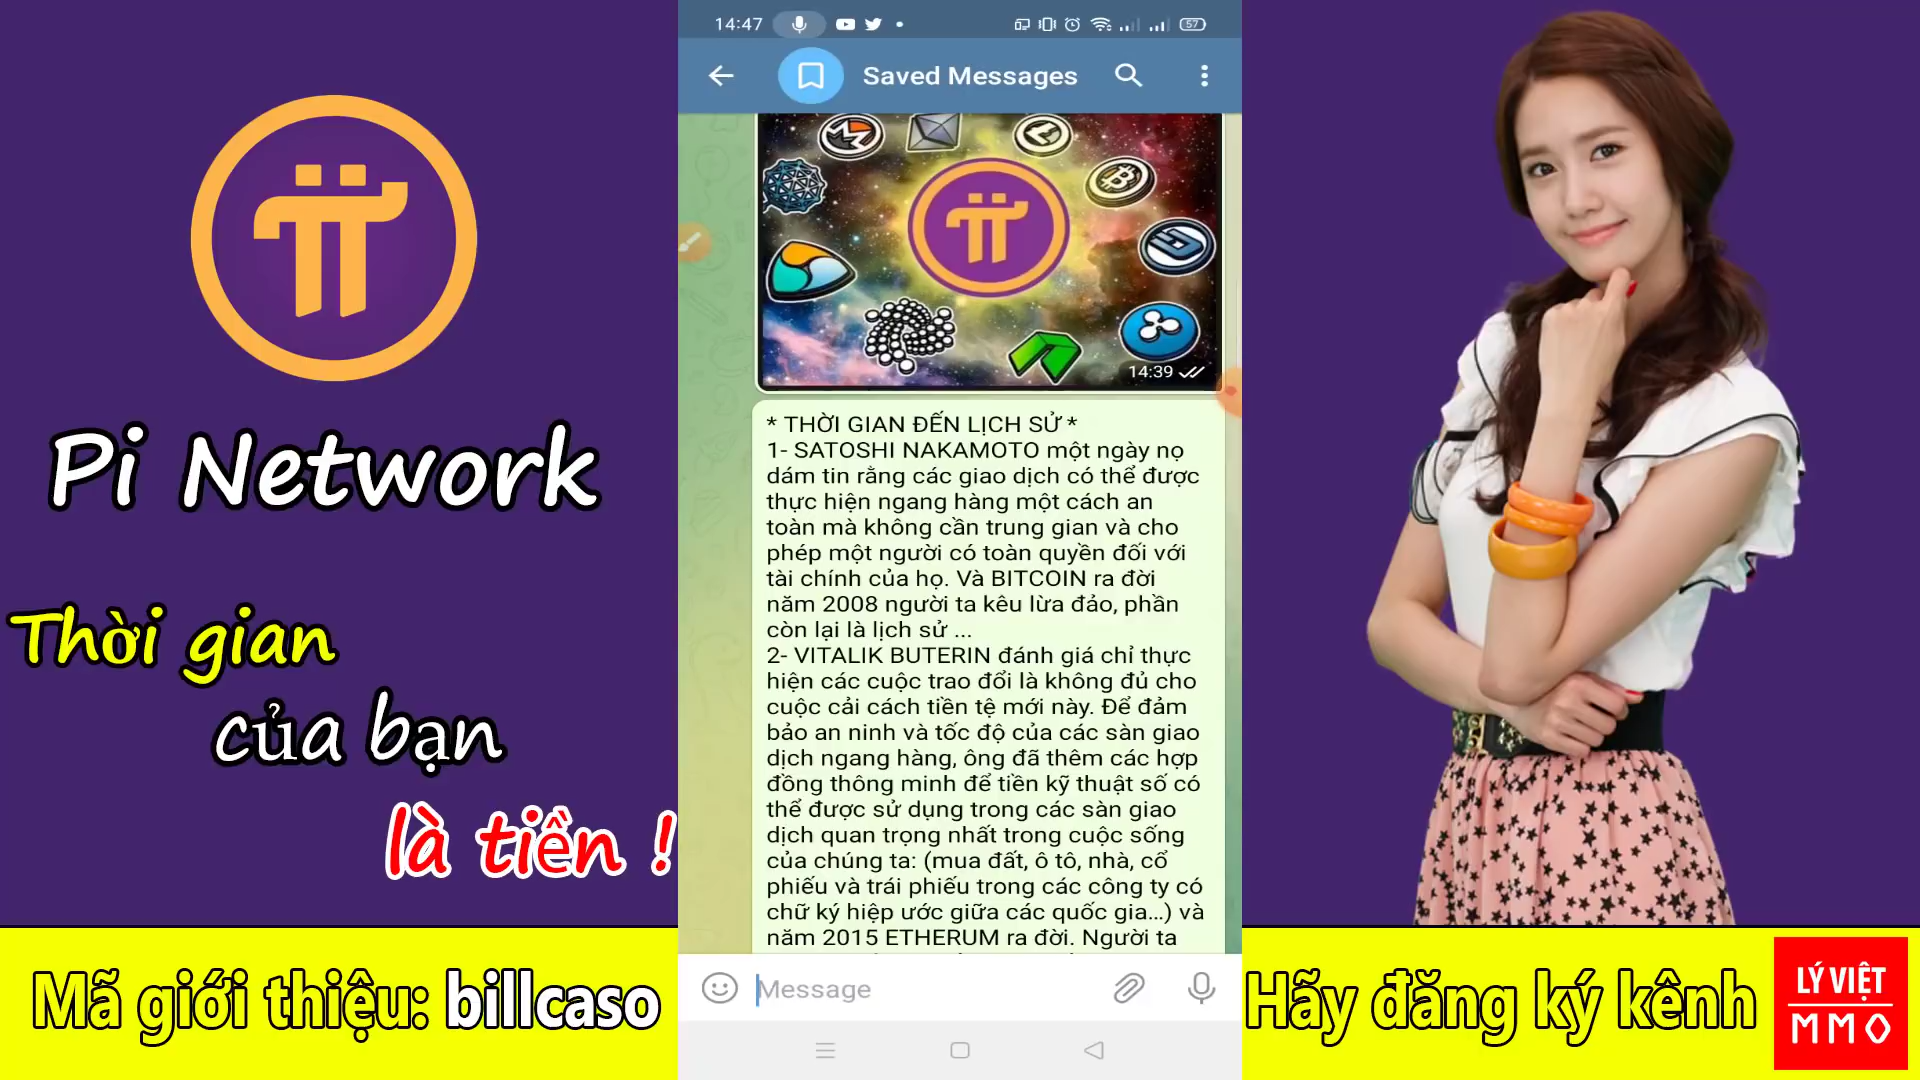 Pi Network
Thời gian
của bạn
là tiền !
Mã giới thiệu: billcaso
14:47
57
Saved Messages
14:39
* THỜI GIAN ĐẾN LỊCH SỬ *
1- SATOSHI NAKAMOTO một ngày nọ
dám tin rằng các giao dịch có thể được
thực hiện ngang hàng một cách an
toàn mà không cần trung gian và cho
phép một người có toàn quyền đối với
tài chính của họ. Và BITCOIN ra đời
năm 2008 người ta kêu lừa đảo, phần
còn lại là lịch sử ...
2- VITALIK BUTERIN đánh giá chỉ thực
hiện các cuộc trao đổi là không đủ cho
cuộc cải cách tiền tệ mới này. Để đảm
bảo an ninh và tốc độ của các sàn giao
dịch ngang hàng, ông đã thêm các hợp
đồng thông minh để tiền kỹ thuật số có
thể được sử dụng trong các sàn giao
dịch quan trọng nhất trong cuộc sống
của chúng ta: (mua đất, ô tô, nhà, cổ
phiếu và trái phiếu trong các công ty có
chữ ký hiệp ước giữa các quốc gia...) và
năm 2015 ETHERUM ra đời. Người ta
Message
Hãy đăng ký kênh
LÝ VIỆT
MMO